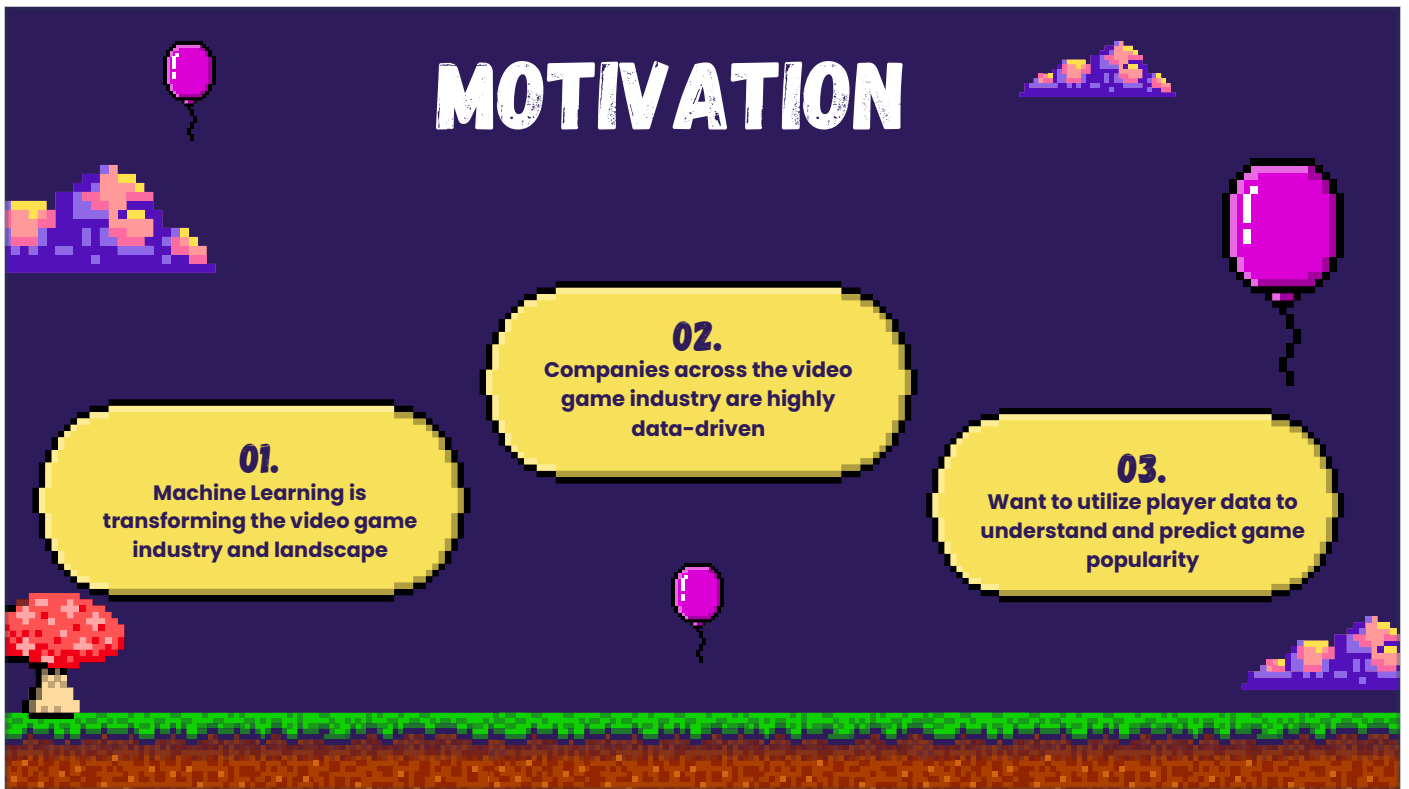 MOTIVATION
01.
Machine Learning is
transforming the video game
industry and landscape
02.
Companies across the video
game industry are highly
data-driven
03.
Want to utilize player data to
understand and predict game
popularity